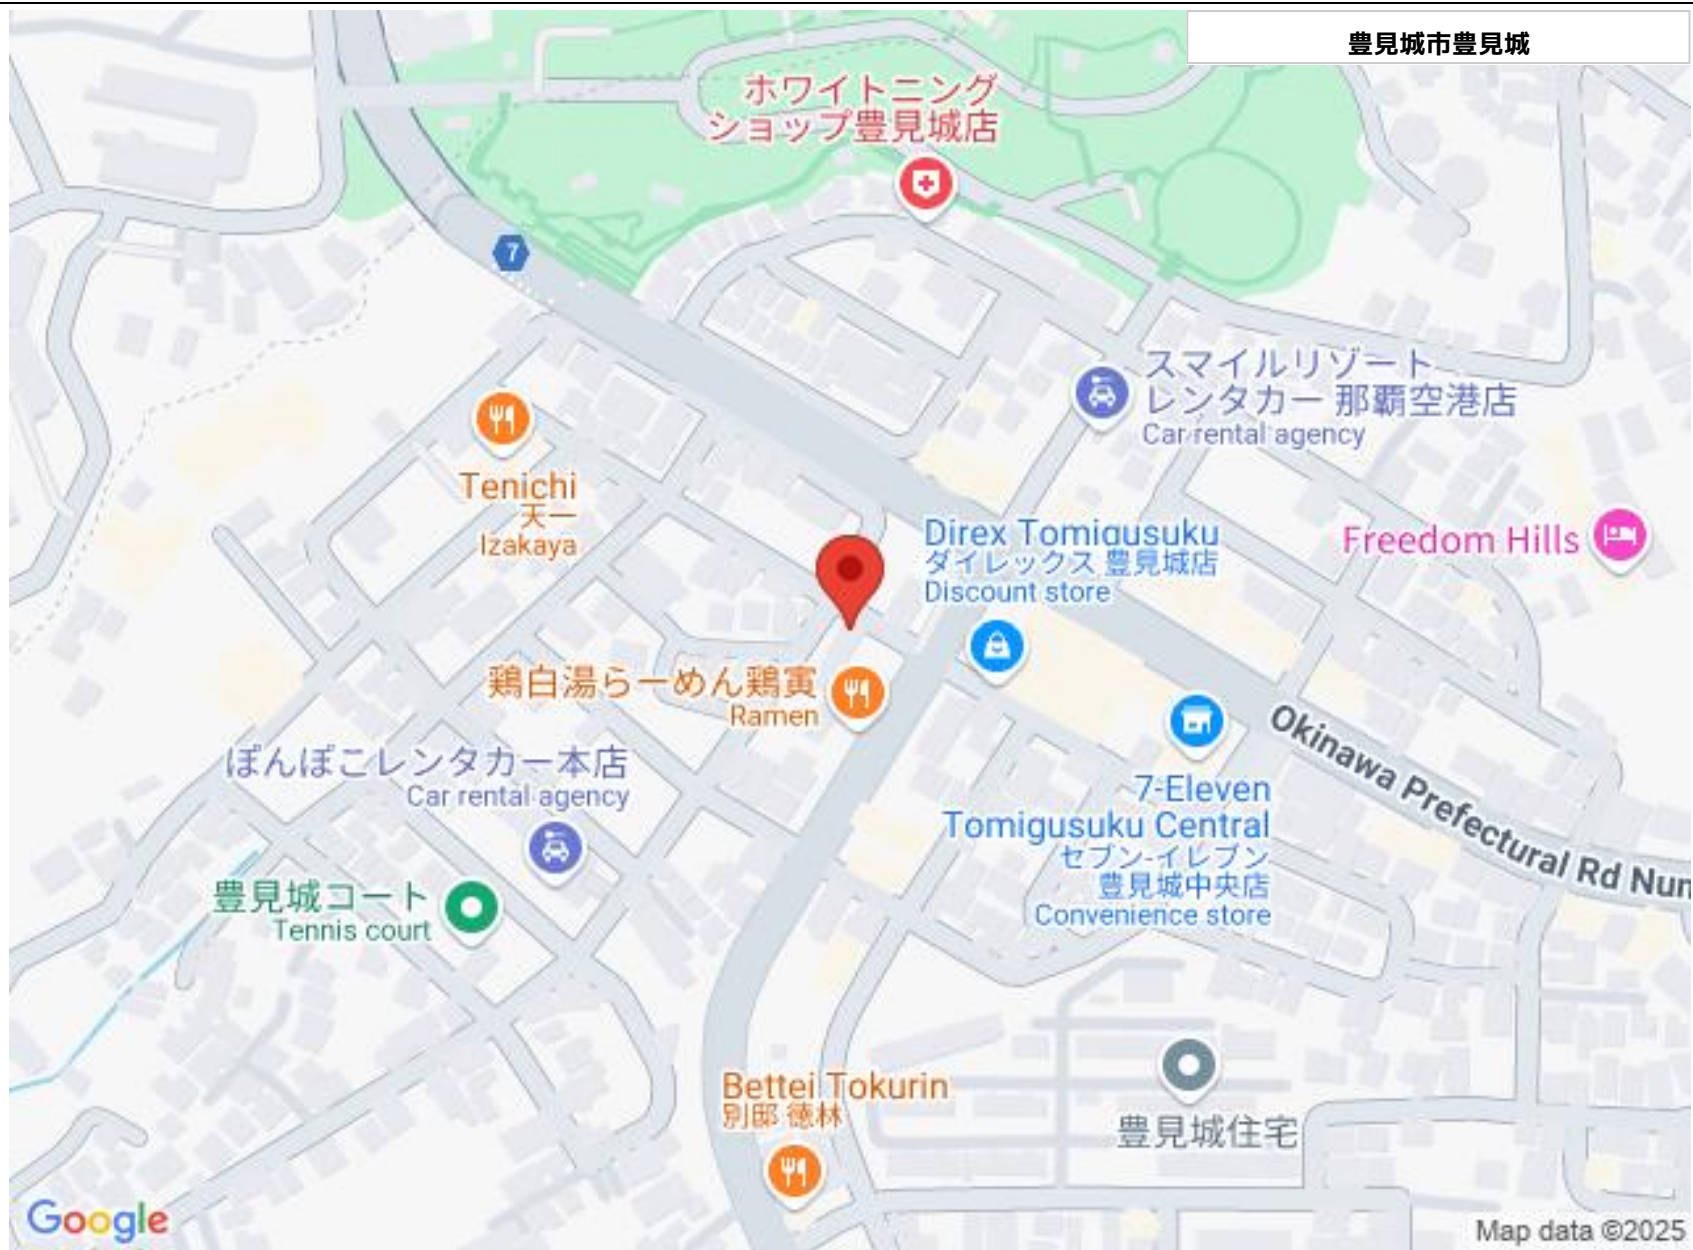 豊見城市豊見城
ホワイトニング
ショップ豊見城店
7
スマイルリゾート
レンタカー 那覇空港店
Car rental agency
Tenichi
天一
Izakaya
Direx Tomigusuku
ダイレックス 豊見城店
Discount store
Freedom Hills
鶏白湯らーめん鶏寅
Ramen
ぽんぽこレンタカー本店
Car rental agency
7-Eleven
Tomigusuku Central
セブン-イレブン
豊見城中央店
Convenience store
Okinawa Prefectural Rd Num
豊見城コート
Tennis court
Bettei Tokurin
別邸 徳林
豊見城住宅
Google
Map data ©2025